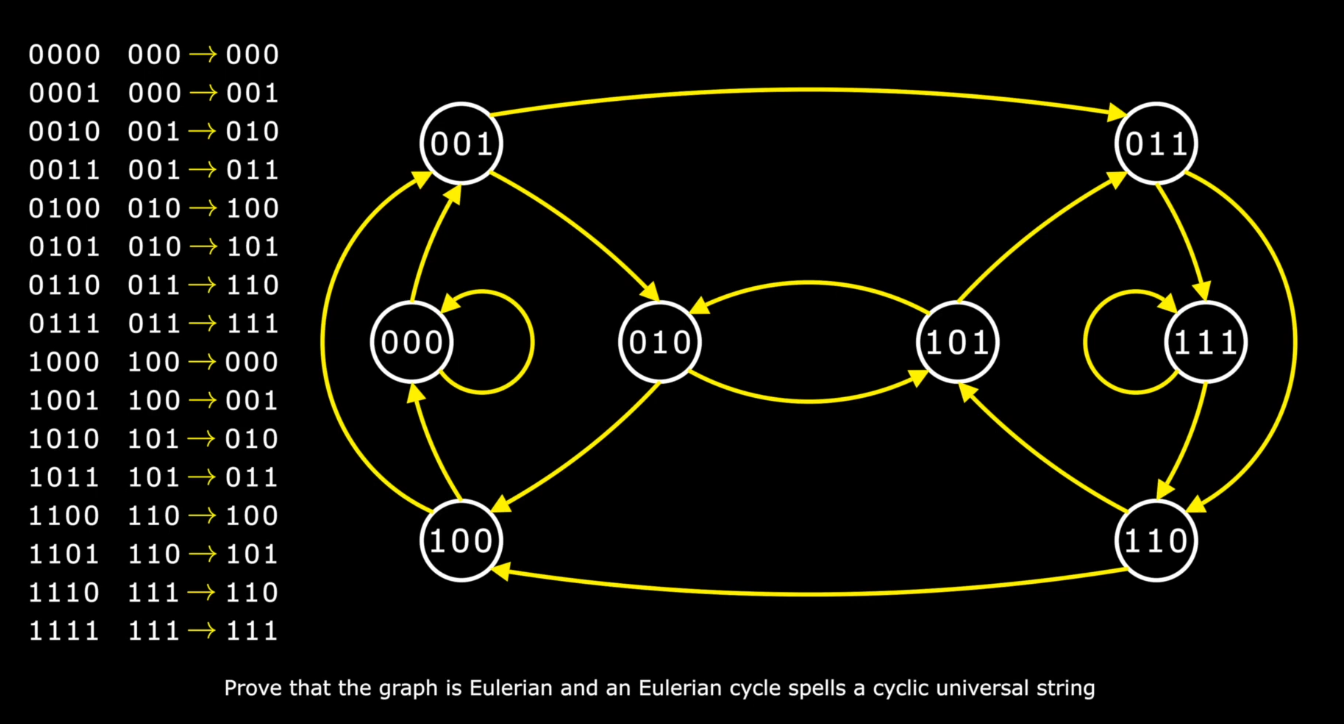 0000 000 → 000
0001 000 → 001
0010 001 → 010
0011 001 → 011
0100 010 → 100
0101 010 → 101
0110 011 → 110
0111 011 → 111
1000 100 → 000
1001 100 → 001
1010 101 → 010
1011 101 → 011
1100 110 → 100
1101 110 → 101
1110 111 → 110
1111 111 → 111
001
011
000
010
101
111
100
110
Prove that the graph is Eulerian and an Eulerian cycle spells a cyclic universal string